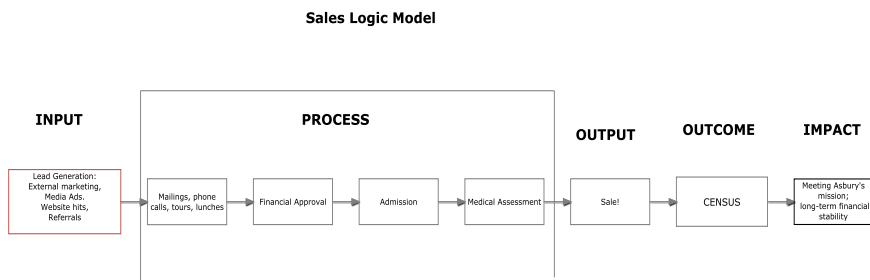 Sales Logic Model
INPUT
PROCESS
OUTPUT
OUTCOME
IMPACT
Lead Generation:
External marketing,
Media Ads.
Website hits,
Referrals
Mailings, phone
calls, tours, lunches
Financial Approval
Admission
Medical Assessment
Sale!
CENSUS
Meeting Asbury's
mission;
long-term financial
stability